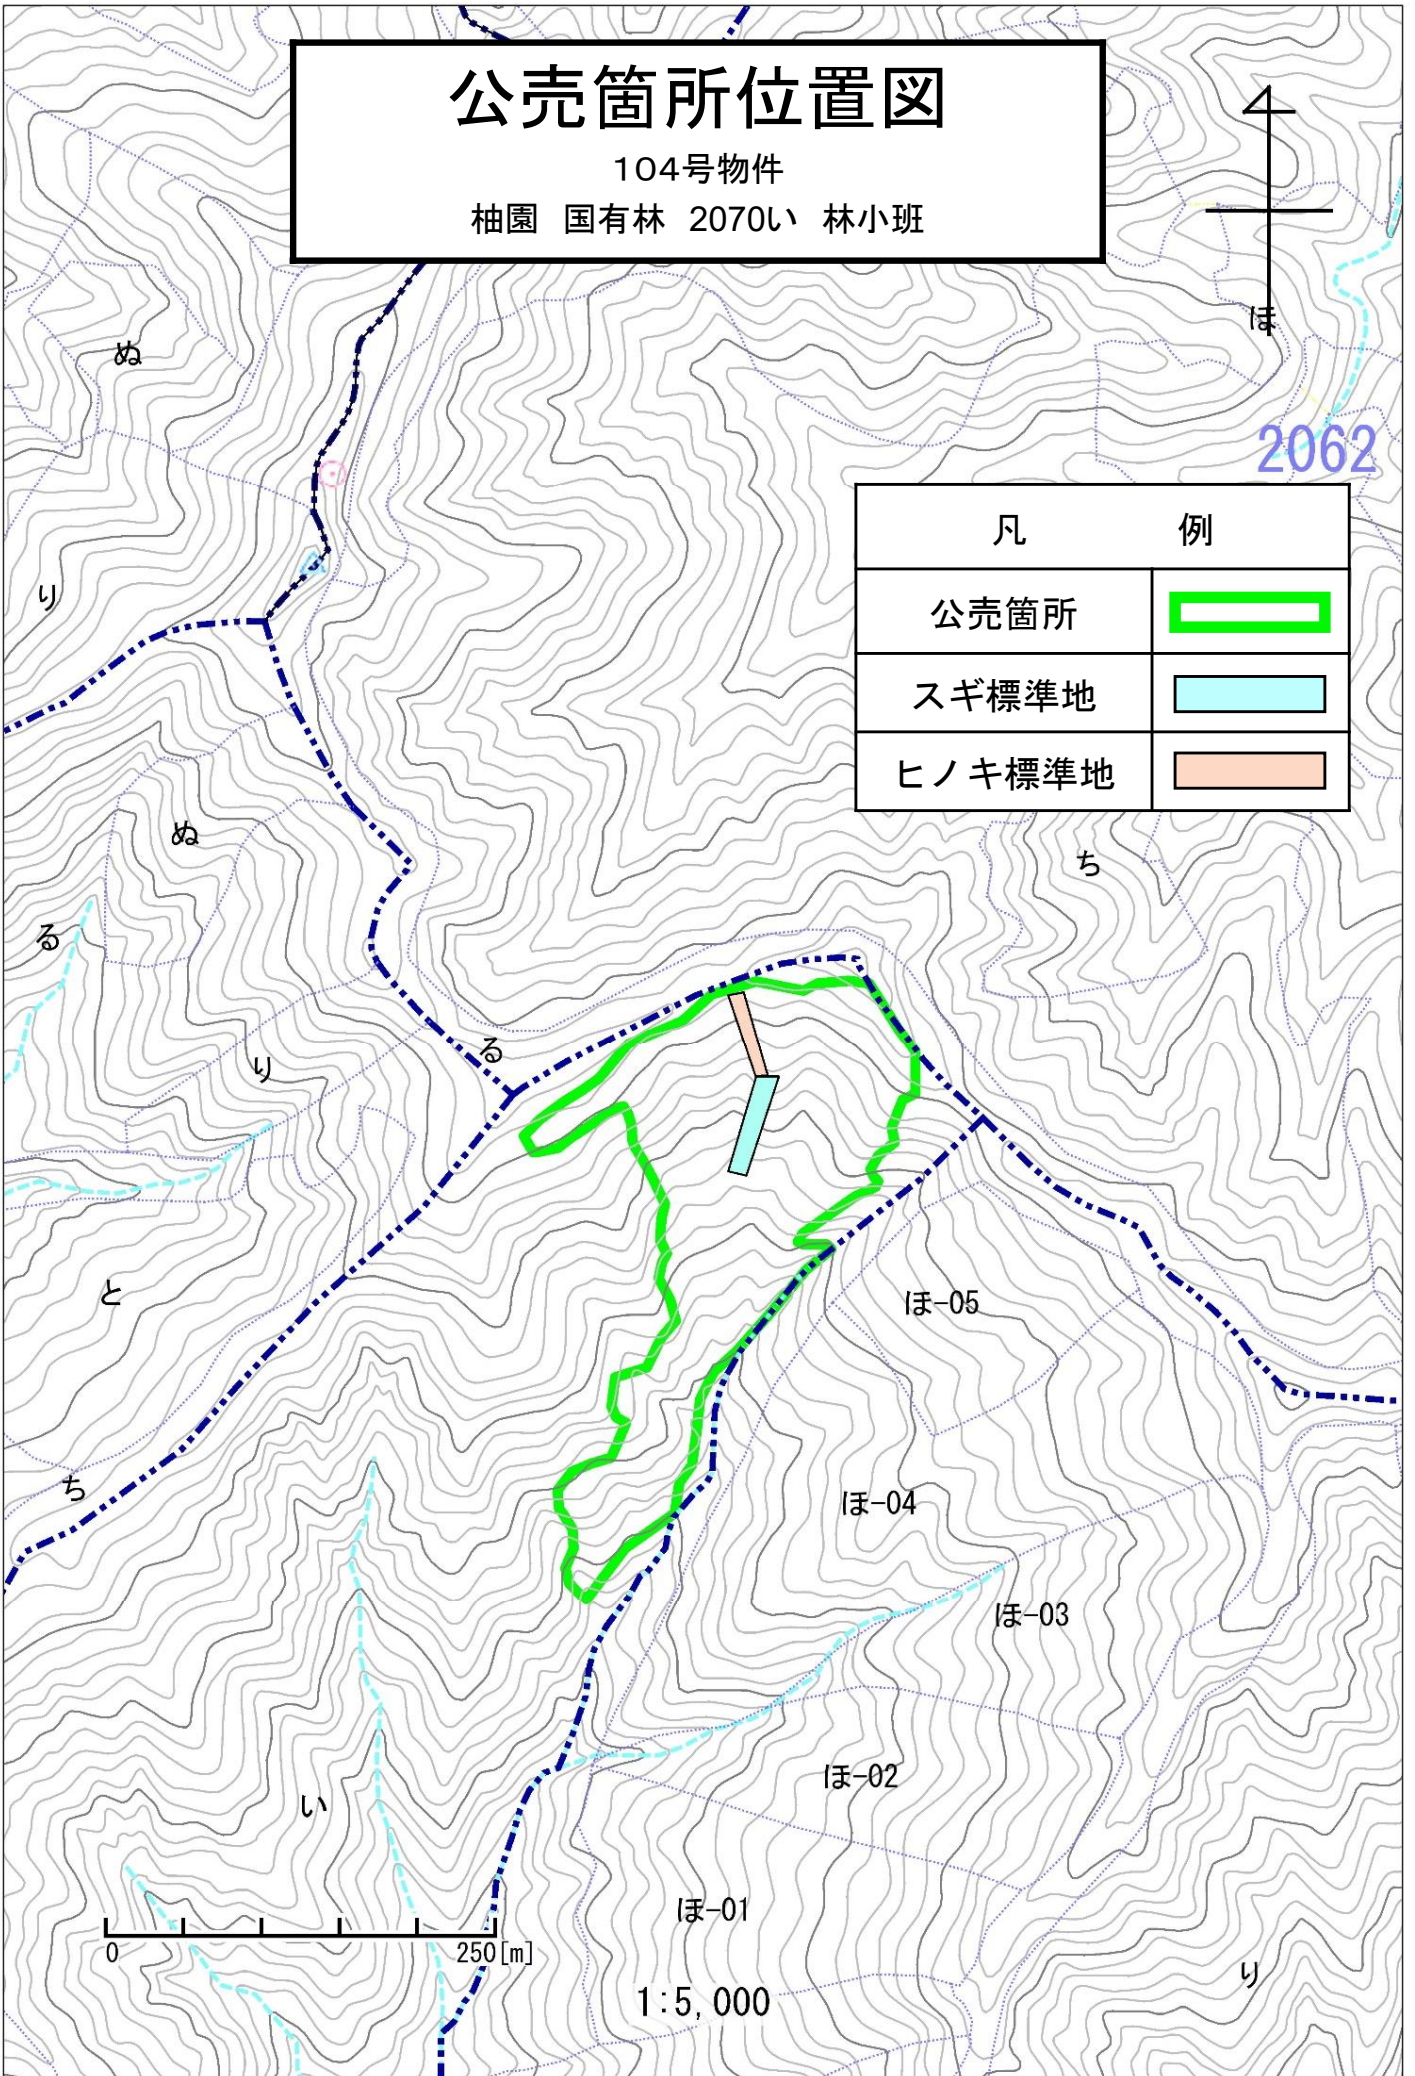 公売箇所位置図
104号物件
柚園 国有林 2070い 林小班
ほ
ぬ
2062
凡 例
公売箇所
スギ標準地
ヒノキ標準地
り
ぬ
ち
る
る
り
と
ほ-05
ち
ほ-04
ほ-03
ほ-02
い
ほ-01
0 250[m]
り
1:5,000